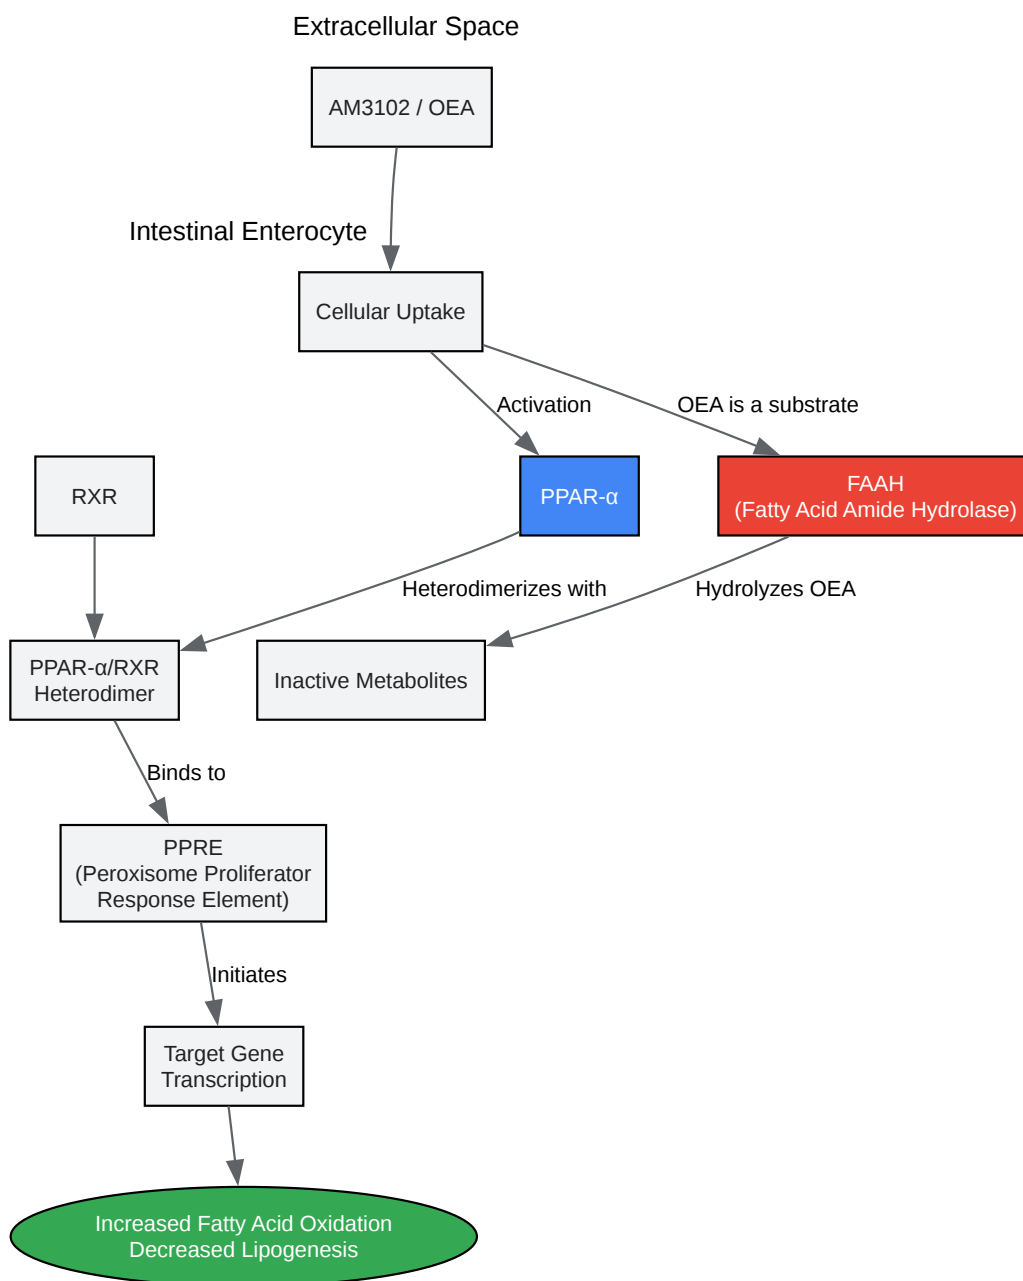 Extracellular Space
AM3102 / OEA
Intestinal Enterocyte
Cellular Uptake
Activation
OEA is a substrate
RXR
PPAR-α
FAAH
(Fatty Acid Amide Hydrolase)
Heterodimerizes with
Hydrolyzes OEA
PPAR-α/RXR
Heterodimer
Inactive Metabolites
Binds to
PPRE
(Peroxisome Proliferator
Response Element)
Initiates
Target Gene
Transcription
Increased Fatty Acid Oxidation
Decreased Lipogenesis